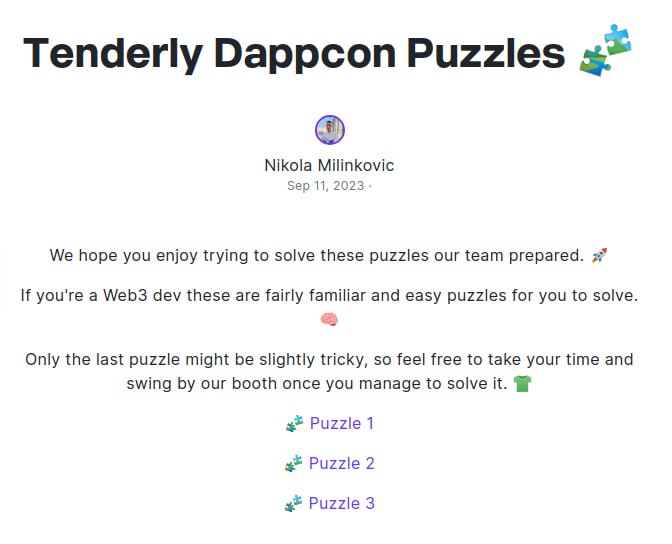 Tenderly Dappcon Puzzles 🧩
Nikola Milinkovic
Sep 11, 2023 ·
We hope you enjoy trying to solve these puzzles our team prepared. 🚀
If you're a Web3 dev these are fairly familiar and easy puzzles for you to solve.
🧠
Only the last puzzle might be slightly tricky, so feel free to take your time and
swing by our booth once you manage to solve it. 👕
🧩 Puzzle 1
🧩 Puzzle 2
🧩 Puzzle 3